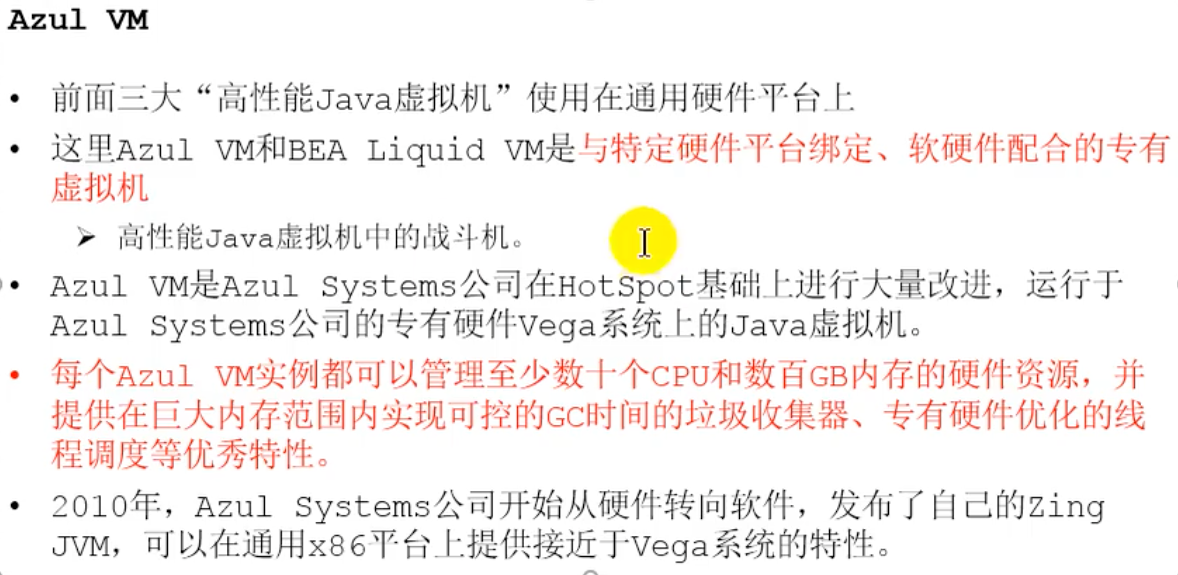 Azul VM
• 前面三大“高性能Java虚拟机”使用在通用硬件平台上
• 这里Azul VM和BEA Liquid VM是与特定硬件平台绑定、软硬件配合的专有
虚拟机
➢ 高性能Java虚拟机中的战斗机。
• Azul VM是Azul Systems公司在HotSpot基础上进行大量改进，运行于
Azul Systems公司的专有硬件Vega系统上的Java虚拟机。
• 每个Azul VM实例都可以管理至少数十个CPU和数百GB内存的硬件资源，并
提供在巨大内存范围内实现可控的GC时间的垃圾收集器、专有硬件优化的线
程调度等优秀特性。
• 2010年，Azul Systems公司开始从硬件转向软件，发布了自己的Zing
JVM，可以在通用x86平台上提供接近于Vega系统的特性。